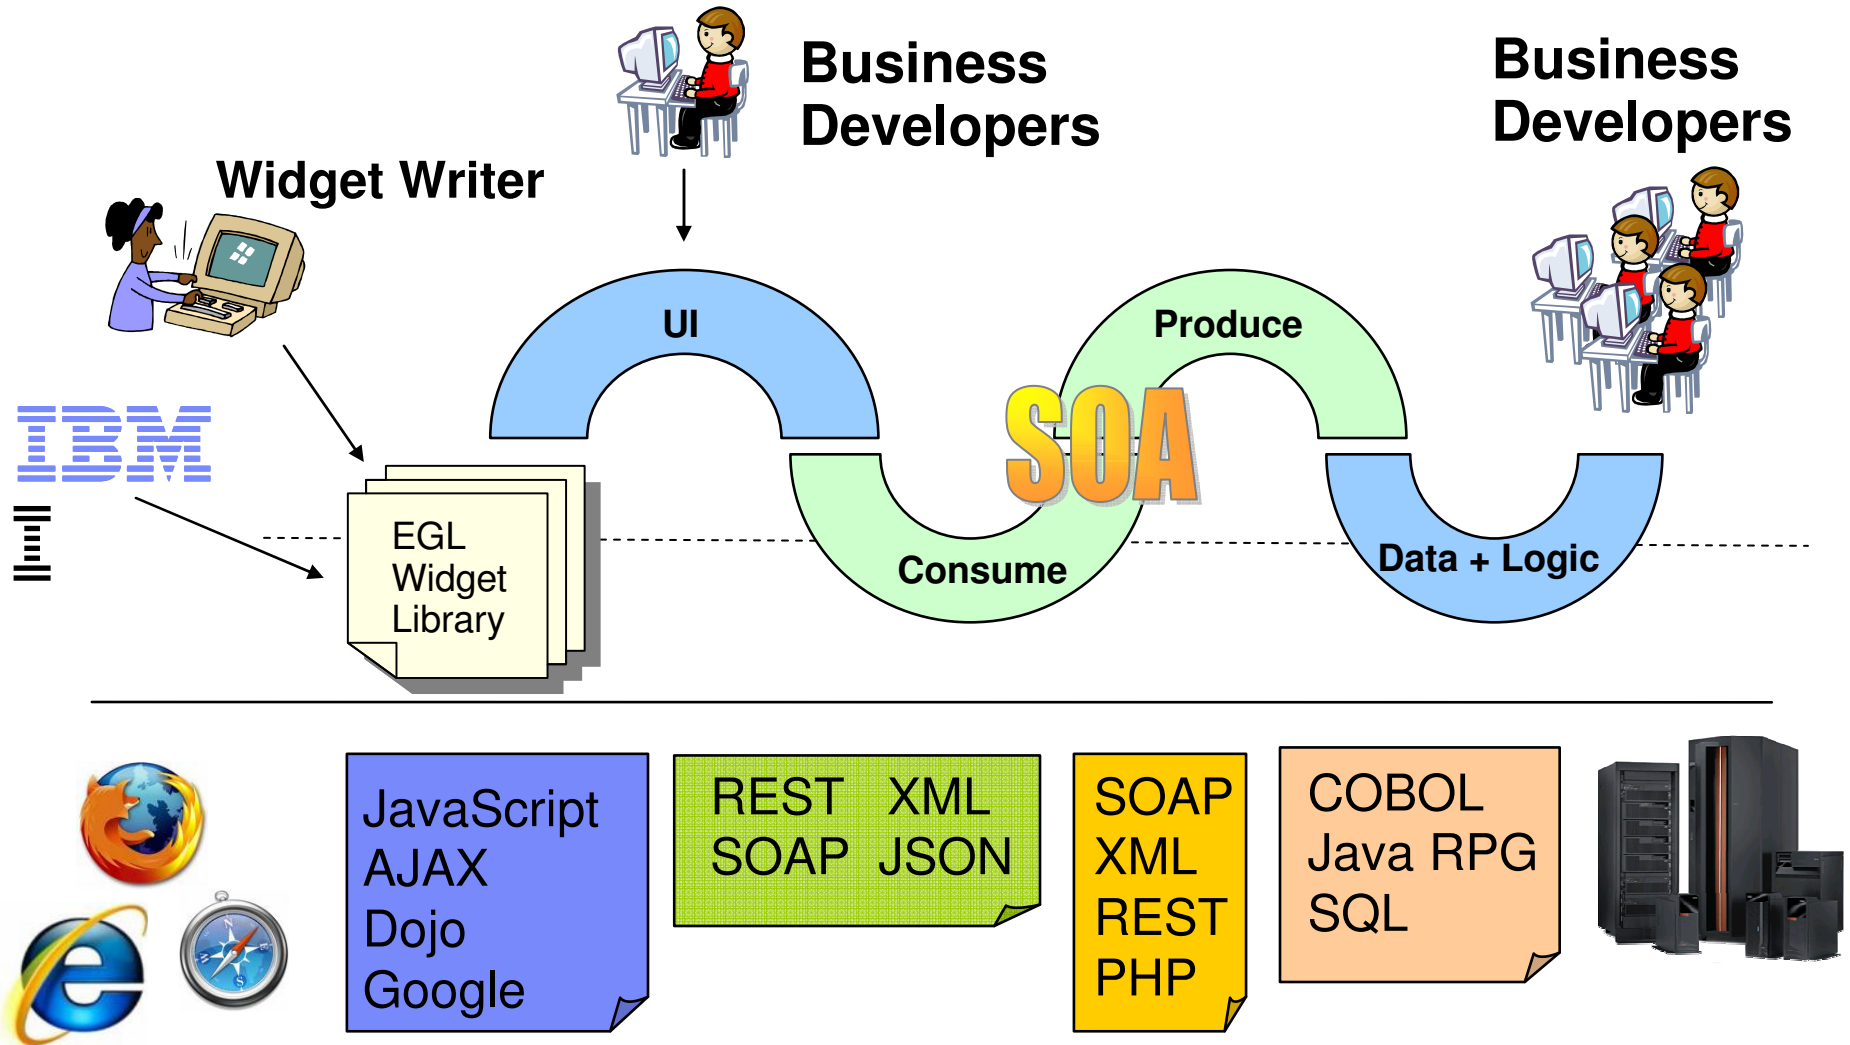 Business
Developers
Business
Developers
Widget Writer
UI
Produce
SOA
IBM
I
EGL
Widget
Library
Consume
Data + Logic
JavaScript
AJAX
Dojo
Google
REST XML
SOAP JSON
SOAP
XML
REST
PHP
COBOL
Java RPG
SQL